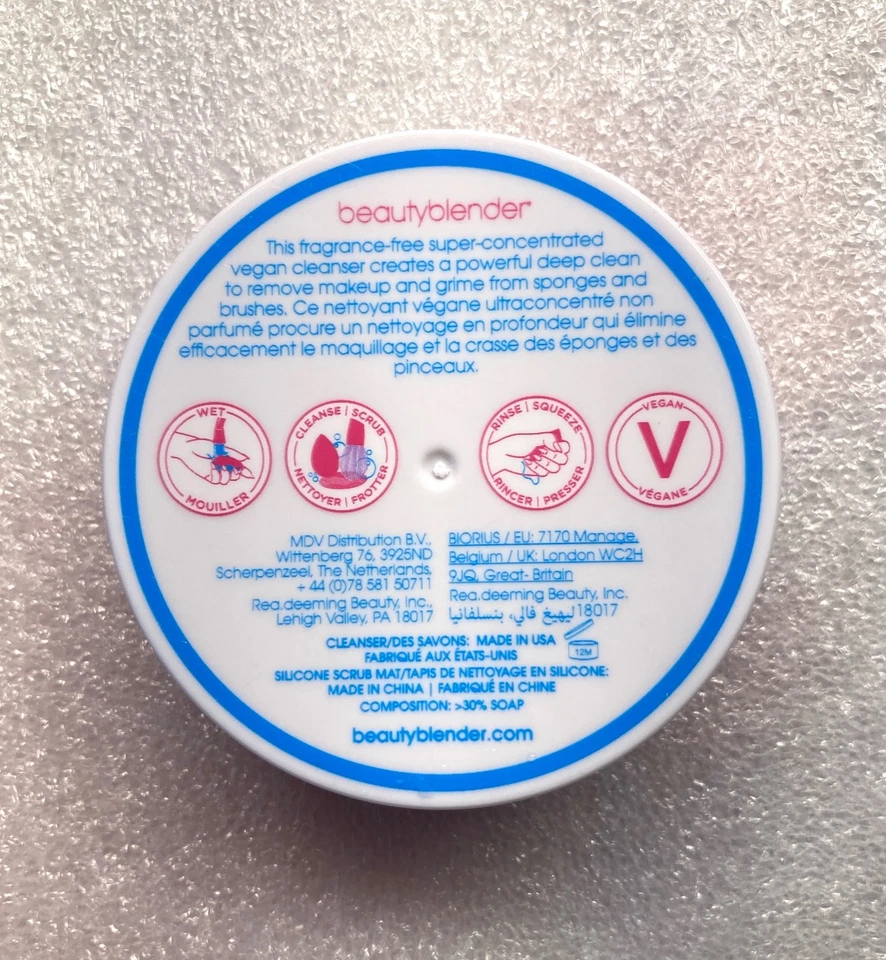 beautyblender®
This fragrance-free super-concentrated
vegan cleanser creates a powerful deep clean
to remove makeup and grime from sponges and
brushes. Ce nettoyant végane ultraconcentré non
parfumé procure un nettoyage en profondeur qui élimine
efficacement le maquillage et la crasse des éponges et des
pinceaux.
WET
MOUILLER
CLEANSE | SCRUB
NETTOYER | FROTTER
RINSE | SQUEEZE
RINCER | PRESSER
VEGAN
V
VÉGANE
MDV Distribution B.V.,
Wittenberg 76, 3925ND
Scherpenzeel, The Netherlands,
+ 44 (0)78 581 50711
Rea.deeming Beauty, Inc.,
Lehigh Valley, PA 18017
BIORIUS / EU: 7170 Manage,
Belgium / UK: London WC2H
9JQ, Great- Britain
Rea.deeming Beauty, Inc.
ليهيغ فالي، بنسلفانيا 18017
CLEANSER/DES SAVONS: MADE IN USA
FABRIQUÉ AUX ÉTATS-UNIS
12M
SILICONE SCRUB MAT/TAPIS DE NETTOYAGE EN SILICONE:
MADE IN CHINA | FABRIQUÉ EN CHINE
COMPOSITION: >30% SOAP
beautyblender.com